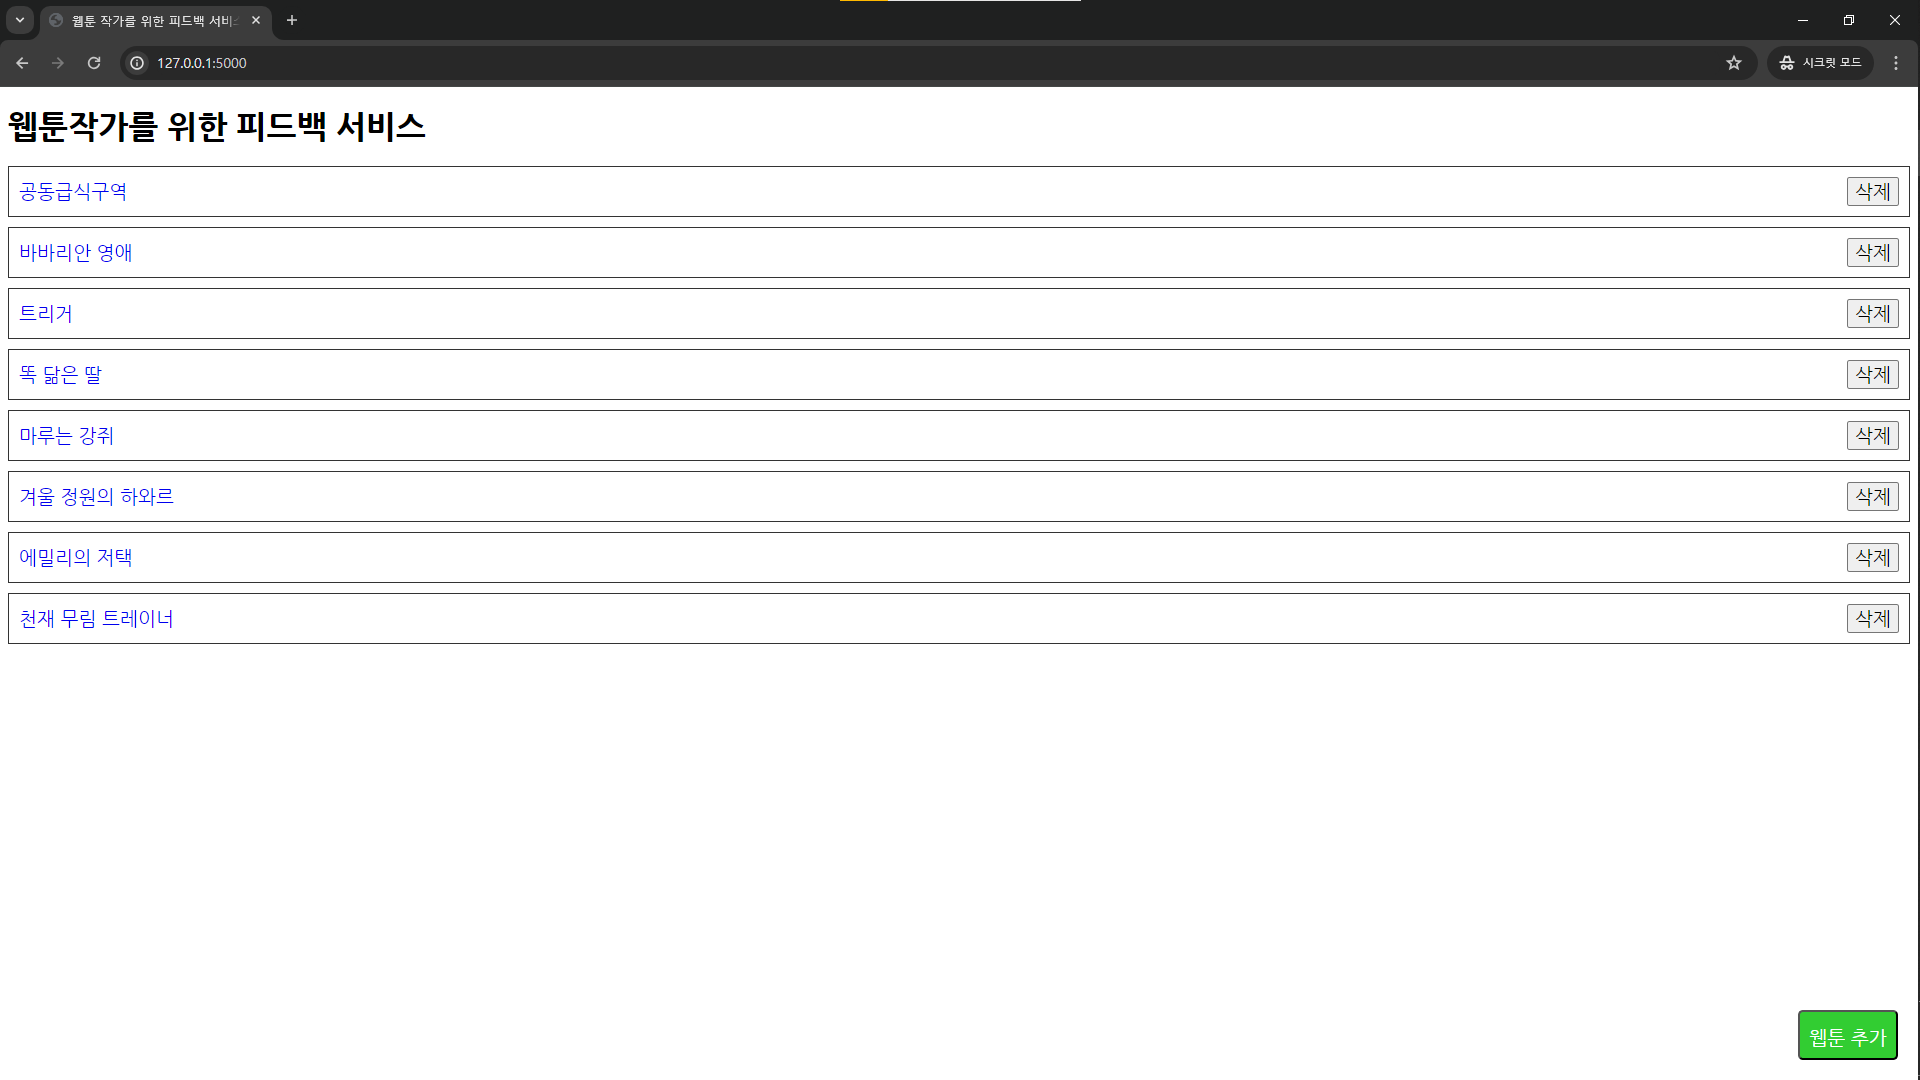 웹툰 작가를 위한 피드백 서비
127.0.0.1:5000
시크릿 모드
웹툰작가를 위한 피드백 서비스
공동급식구역 삭제
바바리안 영애 삭제
트리거 삭제
똑 닮은 딸 삭제
마루는 강쥐 삭제
겨울 정원의 하와르 삭제
에밀리의 저택 삭제
천재 무림 트레이너 삭제
웹툰 추가